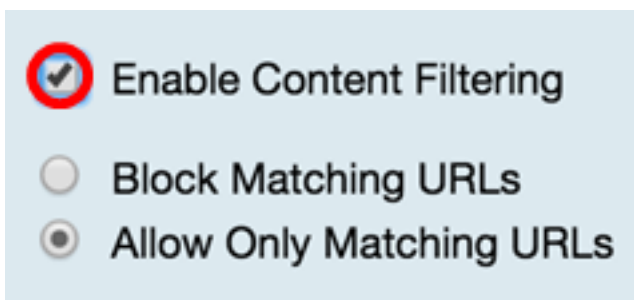 Enable Content Filtering
Block Matching URLs
Allow Only Matching URLs